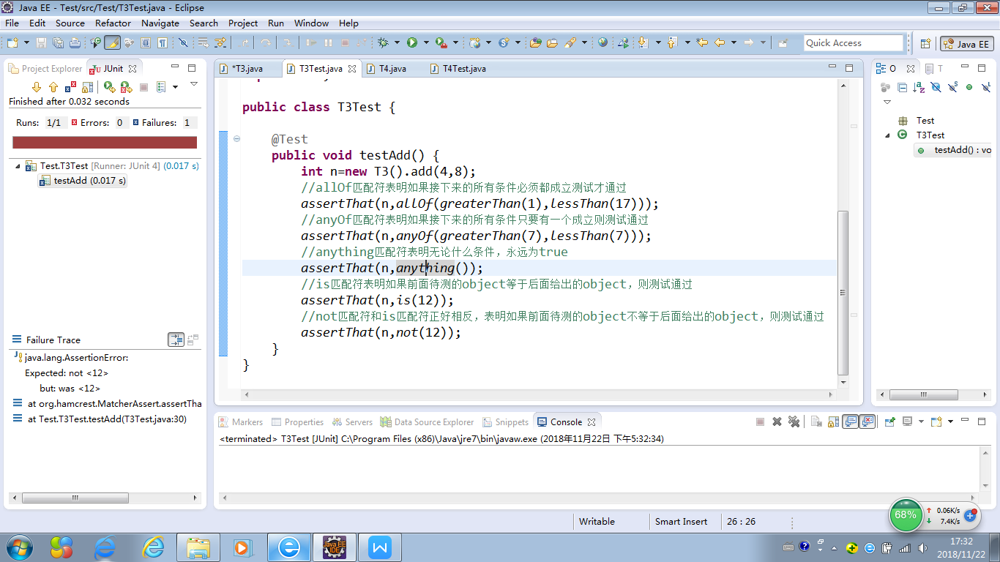 Java EE - Test/src/Test/T3Test.java - Eclipse
File Edit Source Refactor Navigate Search Project Run Window Help
Quick Access
Java EE
Project Explorer JUnit
Finished after 0.032 seconds
Runs: 1/1 Errors: 0 Failures: 1
Test.T3Test [Runner: JUnit 4] (0.017 s)
testAdd (0.017 s)
Failure Trace
java.lang.AssertionError:
Expected: not <12>
but: was <12>
at org.hamcrest.MatcherAssert.assertTha
at Test.T3Test.testAdd(T3Test.java:30)
*T3.java T3Test.java T4.java T4Test.java
public class T3Test {
@Test
public void testAdd() {
int n=new T3().add(4,8);
//allOf匹配符表明如果接下来的所有条件必须都成立测试才通过
assertThat(n,allOf(greaterThan(1),lessThan(17)));
//anyOf匹配符表明如果接下来的所有条件只要有一个成立则测试通过
assertThat(n,anyOf(greaterThan(7),lessThan(7)));
//anything匹配符表明无论什么条件，永远为true
assertThat(n,anything());
//is匹配符表明如果前面待测的object等于后面给出的object，则测试通过
assertThat(n,is(12));
//not匹配符和is匹配符正好相反，表明如果前面待测的object不等于后面给出的object，则测试通过
assertThat(n,not(12));
}
}
O T
Test
T3Test
testAdd() : vo
Markers Properties Servers Data Source Explorer Snippets Console
<terminated> T3Test [JUnit] C:\Program Files (x86)\Java\jre7\bin\javaw.exe (2018年11月22日 下午5:32:34)
68%
0.06K/s
7.4K/s
Writable Smart Insert 26 : 26
Java EE
IDE
17:32
2018/11/22